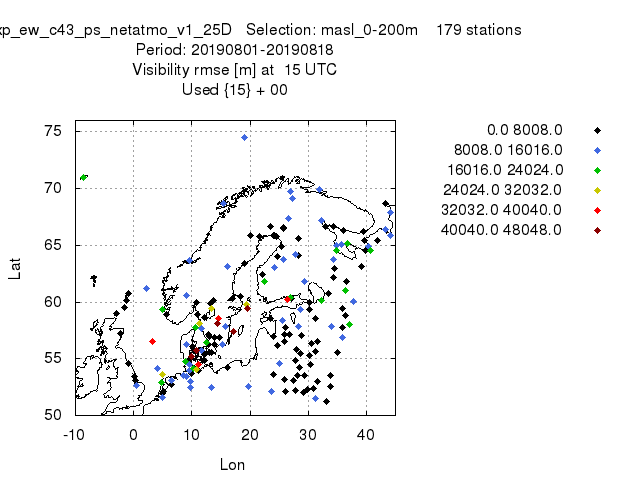 xp_ew_c43_ps_netatmo_v1_25D Selection: masl_0-200m 179 stations
Period: 20190801-20190818
Visibility rmse [m] at 15 UTC
Used {15} + 00
0.0 8008.0
8008.0 16016.0
16016.0 24024.0
24024.0 32032.0
32032.0 40040.0
40040.0 48048.0
75
70
65
60
55
50
Lat
-10 0 10 20 30 40
Lon